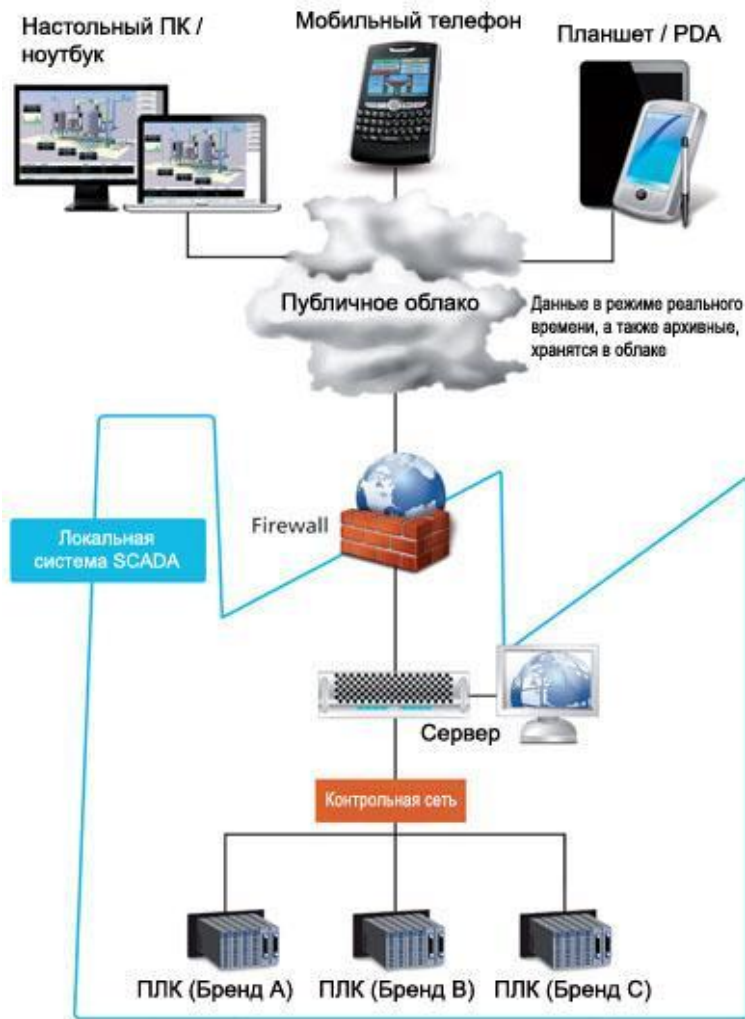 Настольный ПК /
ноутбук
Мобильный телефон
Планшет / PDA
Публичное облако
Данные в режиме реального
времени, а также архивные,
хранятся в облаке
Firewall
Локальная
система SCADA
Сервер
Контрольная сеть
ПЛК (Бренд A)
ПЛК (Бренд B)
ПЛК (Бренд C)